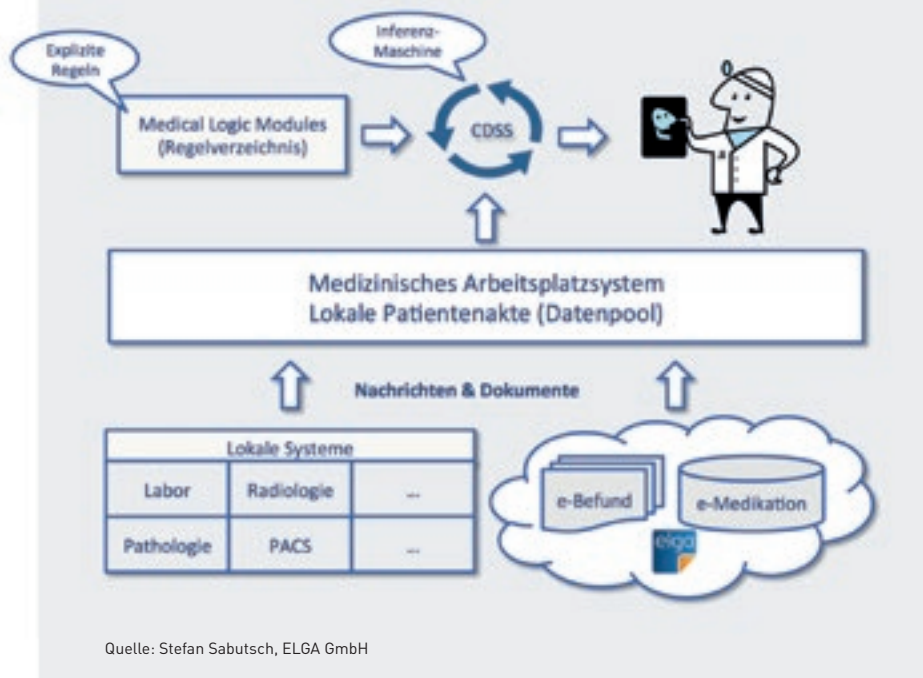 Explizite
Regeln
Inferenz-
Maschine
Medical Logic Modules
(Regelverzeichnis)
CDSS
Medizinisches Arbeitsplatzsystem
Lokale Patientenakte (Datenpool)
Nachrichten & Dokumente
Lokale Systeme
Labor
Radiologie
...
Pathologie
PACS
...
e-Befund
e-Medikation
elga
Quelle: Stefan Sabutsch, ELGA GmbH